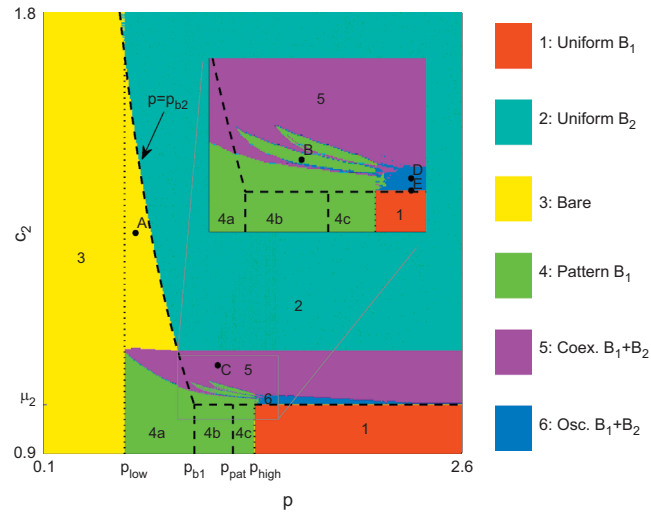 1.8
p=p_b2
5
B
D
E
4a
4b
4c
1
A
3
c_2
2
C
5
6
μ_2
4a
4b
4c
1
0.9
0.1
p_low
p_b1
p_pat
p_high
2.6
p
1: Uniform B_1
2: Uniform B_2
3: Bare
4: Pattern B_1
5: Coex. B_1+B_2
6: Osc. B_1+B_2